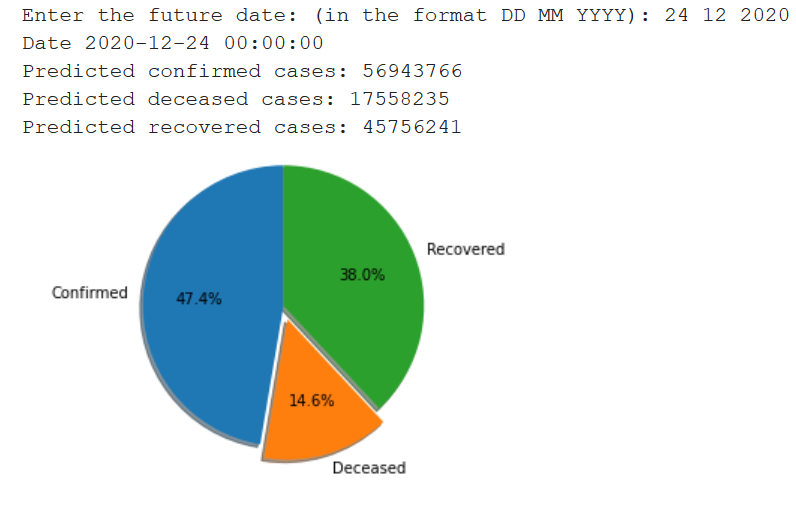 Enter the future date: (in the format DD MM YYYY): 24 12 2020
Date 2020-12-24 00:00:00
Predicted confirmed cases: 56943766
Predicted deceased cases: 17558235
Predicted recovered cases: 45756241
Recovered
38.0%
Confirmed
47.4%
14.6%
Deceased